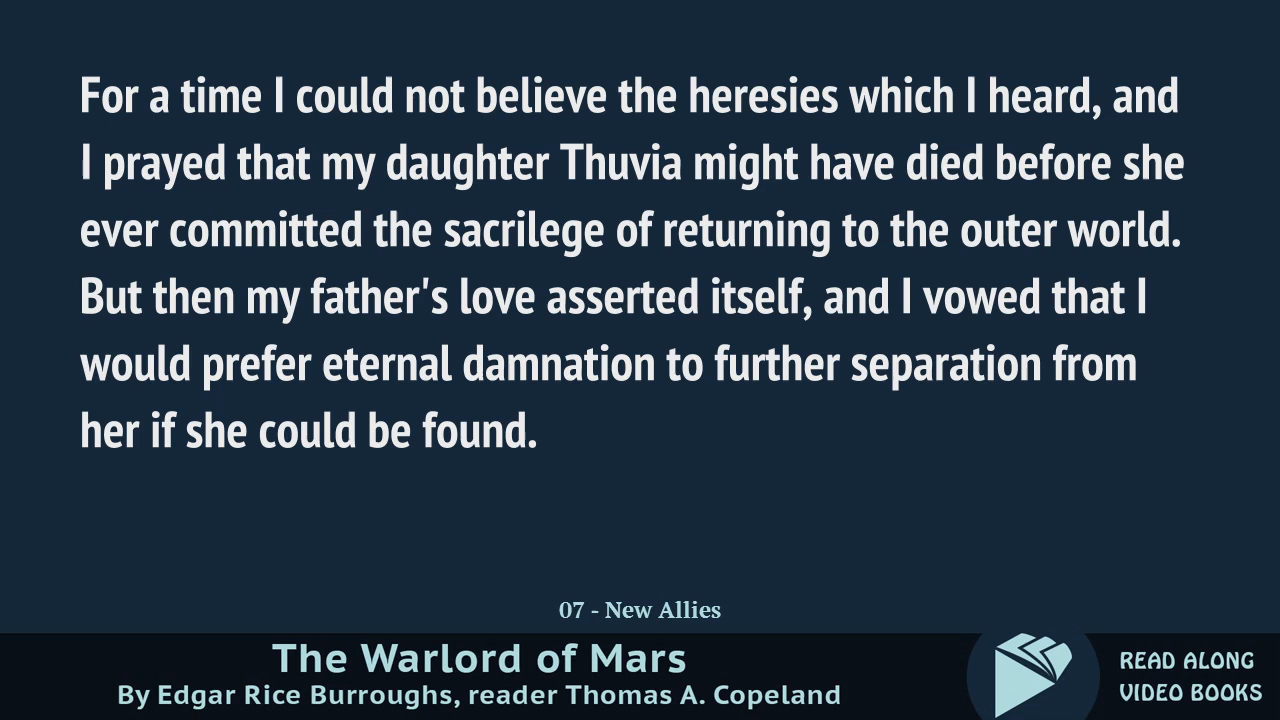 For a time I could not believe the heresies which I heard, and
I prayed that my daughter Thuvia might have died before she
ever committed the sacrilege of returning to the outer world.
But then my father's love asserted itself, and I vowed that I
would prefer eternal damnation to further separation from
her if she could be found.
07 - New Allies
The Warlord of Mars
By Edgar Rice Burroughs, reader Thomas A. Copeland
READ ALONG
VIDEO BOOKS